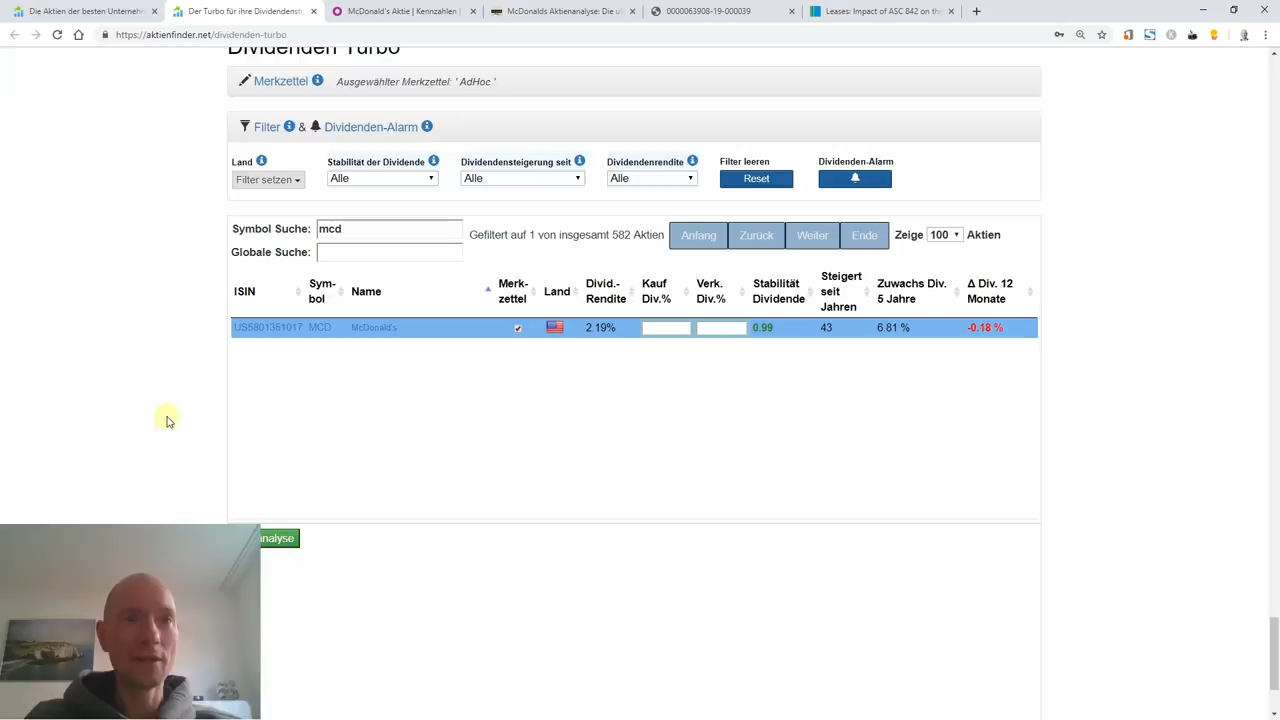 Die Aktien der besten Unternehm
Der Turbo für ihre Dividendenst
McDonald's Aktie | Kennzahlen |
McDonalds Aktienanalyse: Die ul
0000063908-19-000039
Leases: Impact of ASC 842 on the
https://aktienfinder.net/dividenden-turbo
Dividenden-Turbo
Merkzettel Ausgewählter Merkzettel: ' AdHoc '
Filter & Dividenden-Alarm
Land Stabilität der Dividende Dividendensteigerung seit Dividendenrendite Filter leeren Dividenden-Alarm
Filter setzen Alle Alle Alle Reset
Symbol Suche: mcd Gefiltert auf 1 von insgesamt 582 Aktien Anfang Zurück Weiter Ende Zeige 100 Aktien
Globale Suche:
ISIN Sym-bol Name Merk-zettel Land Divid.-Rendite Kauf Div.% Verk. Div.% Stabilität Dividende Steigert seit Jahren Zuwachs Div. 5 Jahre Δ Div. 12 Monate
US5801351017 MCD McDonald's 2.19% 0.99 43 6.81 % -0.18 %
nalyse